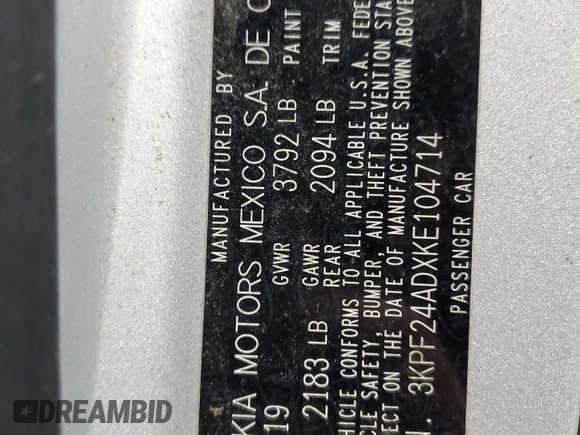 MANUFACTURED BY
KIA MOTORS MEXICO S.A. DE C
19 GVWR 3792 LB PAINT
2183 LB GAWR REAR 2094 LB TRIM
HICLE CONFORMS TO ALL APPLICABLE U.S.A. FEDE
CLE SAFETY, BUMPER, AND THEFT PREVENTION STA
ECT ON THE DATE OF MANUFACTURE SHOWN ABOVE
N. 3KPF24ADXKE104714
PASSENGER CAR
DREAMBID